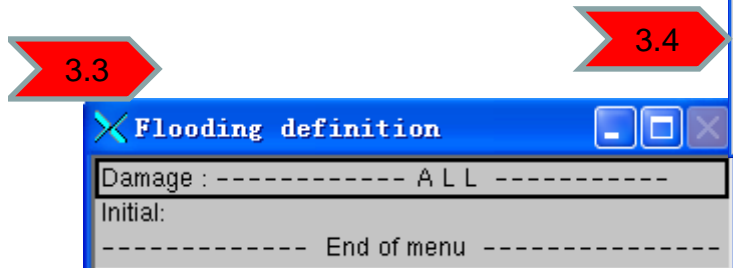 3.4
3.3
Flooding definition
Damage : ------------ A L L -----------
Initial:
------------- End of menu ---------------